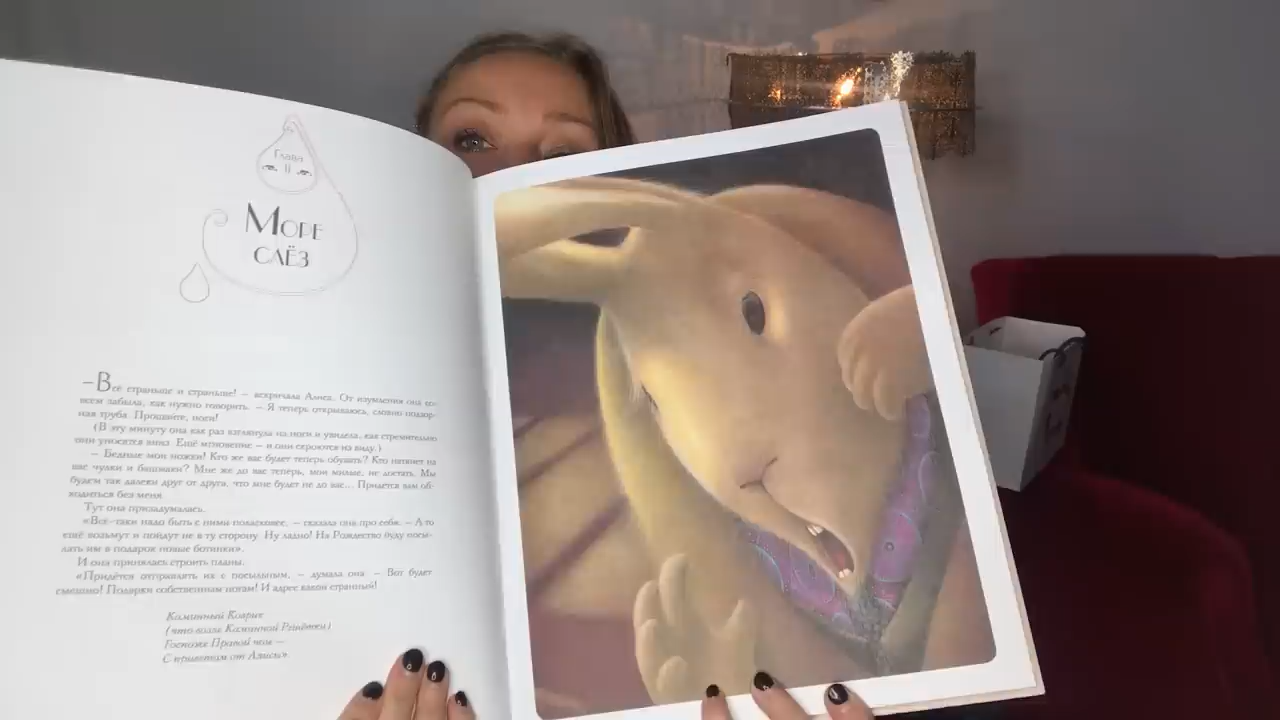 Глава
II
Море
слёз
–Всё страньше и страньше! – вскричала Алиса. От изумления она со-
всем забыла, как нужно говорить. – Я теперь открываюсь, словно подзор-
ная труба. Прощайте, ноги!
(В эту минуту она как раз взглянула на ноги и увидела, как стремительно
они уносятся вниз. Ещё мгновение – и они скроются из виду.)
– Бедные мои ножки! Кто же вас будет теперь обувать? Кто натянет на
вас чулки и башмаки? Мне же до вас теперь, мои милые, не достать. Мы
будем так далеки друг от друга, что мне будет не до вас... Придётся вам об-
ходиться без меня.
Тут она призадумалась.
«Всё-таки надо быть с ними поласковее, – сказала она про себя. – А то
ещё возьмут и пойдут не в ту сторону. Ну ладно! На Рождество буду посы-
лать им в подарок новые ботинки».
И она принялась строить планы.
«Придётся отправлять их с посыльным, – думала она. – Вот будет
смешно! Подарки собственным ногам! И адрес какой странный!
Каминный Коврик
(что возле Каминной Решётки)
Госпоже Правой Ноге –
С приветом от Алисы».